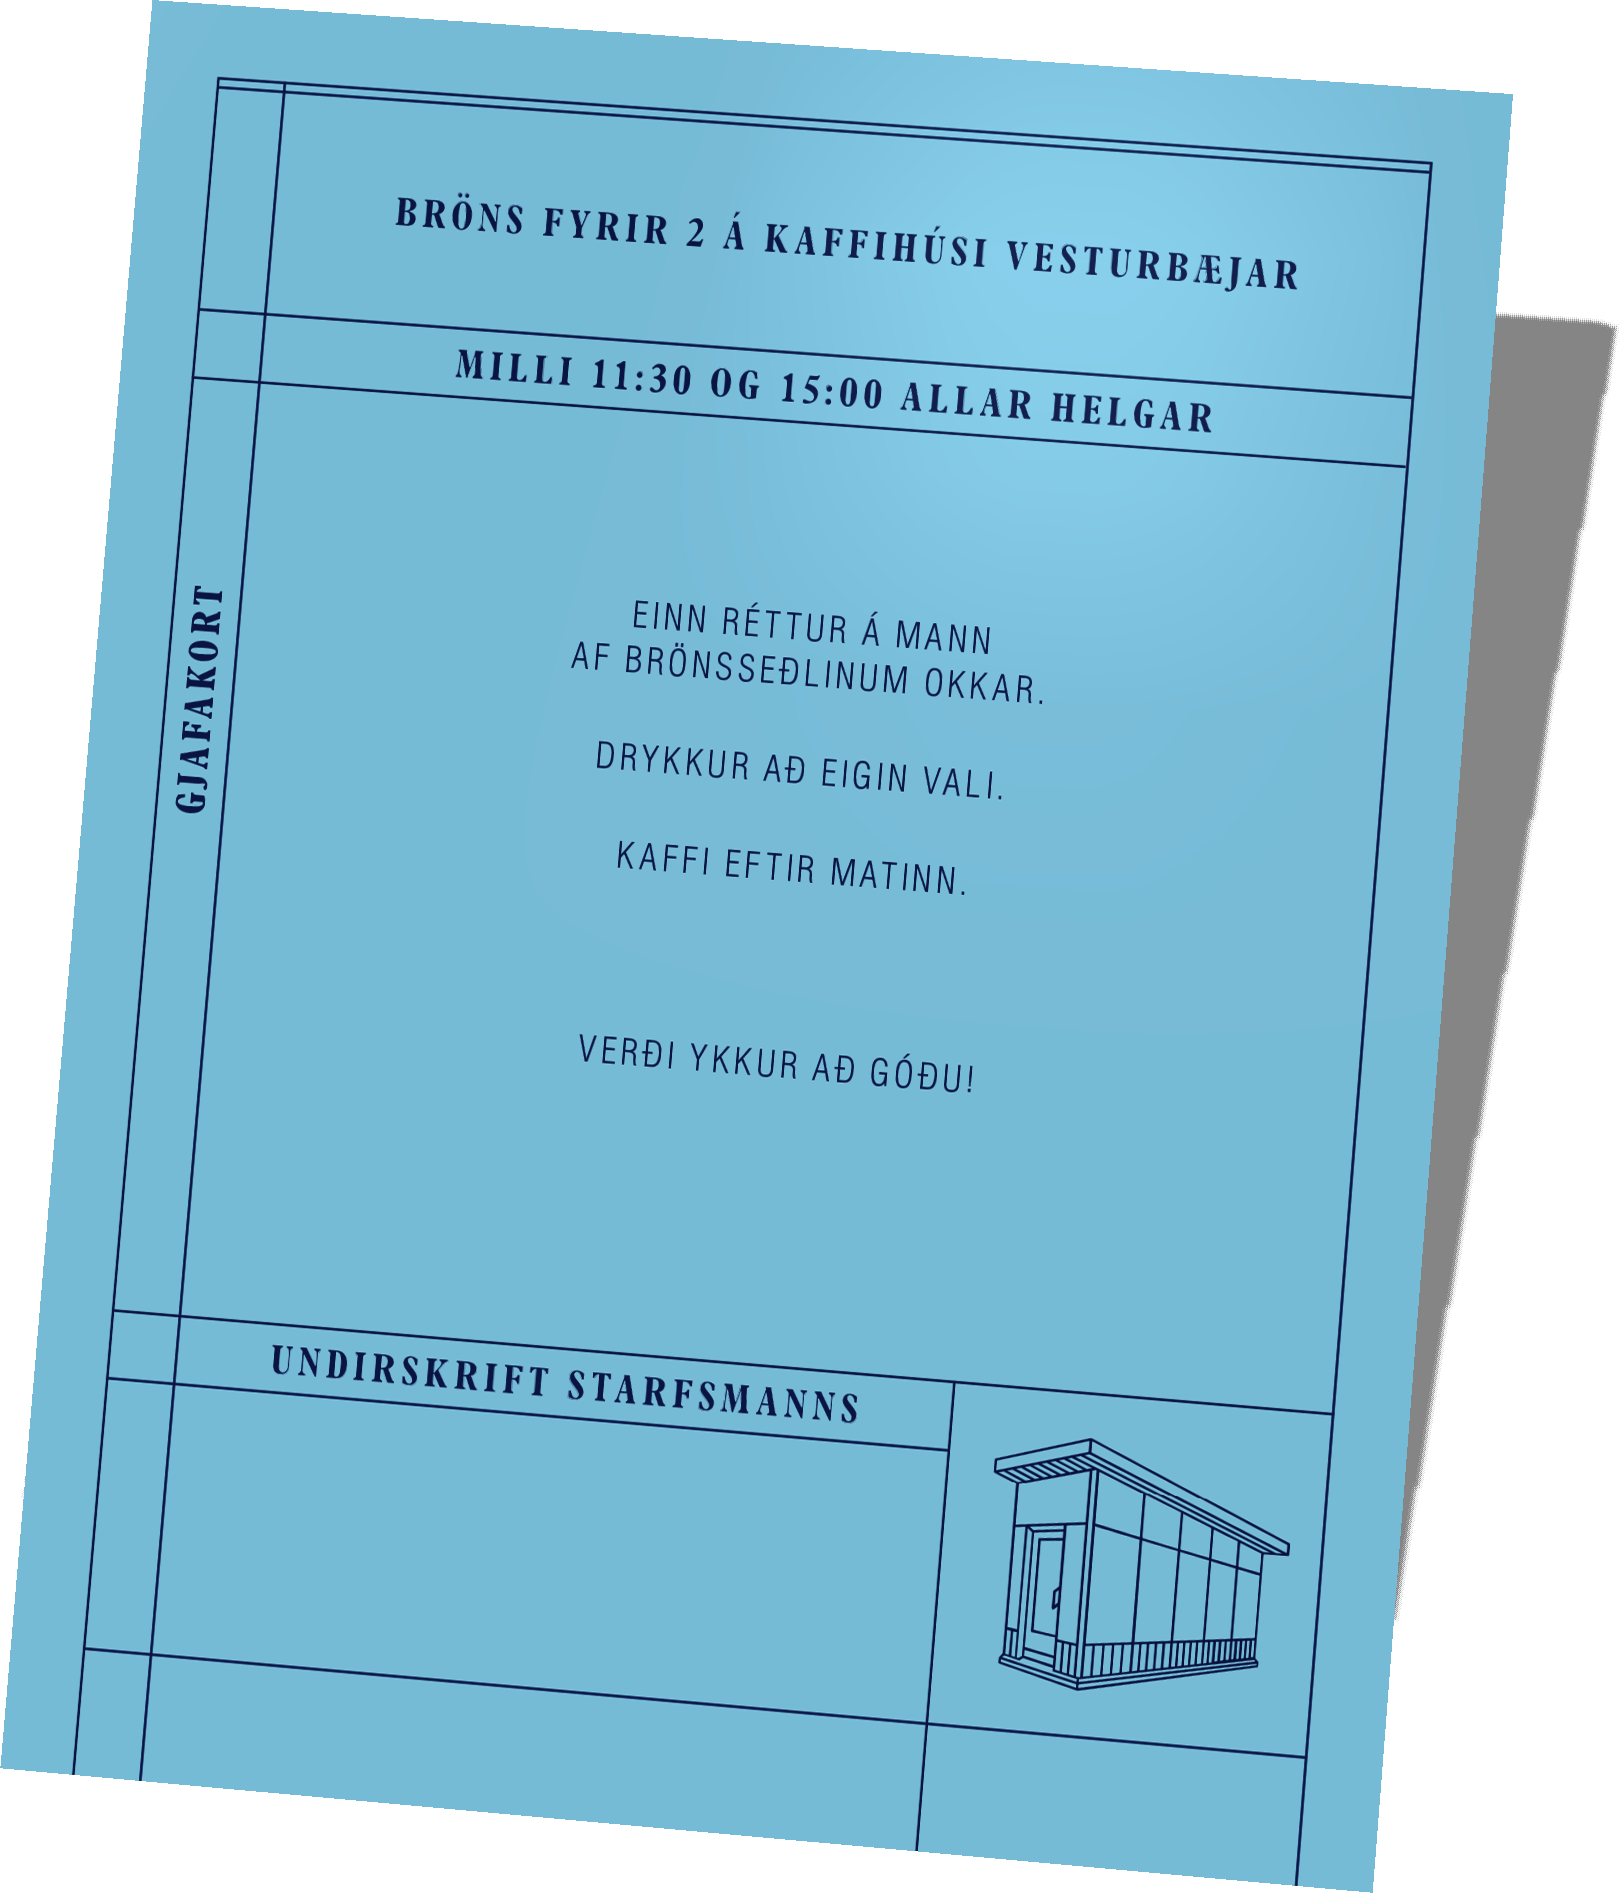 BRÖNS FYRIR 2 Á KAFFIHÚSI VESTURBÆJAR
MILLI 11:30 OG 15:00 ALLAR HELGAR
GJAFAKORT
EINN RÉTTUR Á MANN
AF BRÖNSSEÐLINUM OKKAR.
DRYKKUR AÐ EIGIN VALI.
KAFFI EFTIR MATINN.
VERÐI YKKUR AÐ GÓÐU!
UNDIRSKRIFT STARFSMANNS